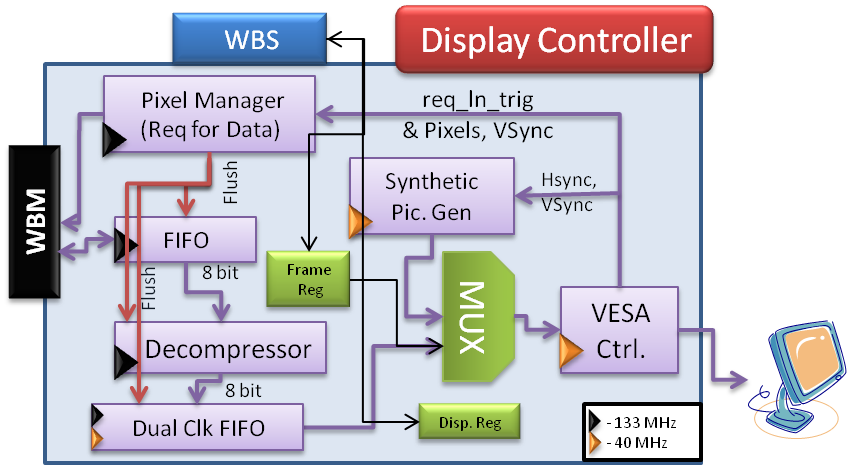 WBS
Display Controller
Pixel Manager
(Req for Data)
req_ln_trig
& Pixels, VSync
Flush
Synthetic
Pic. Gen
Hsync,
VSync
WBM
FIFO
8 bit
Frame
Reg
MUX
VESA
Ctrl.
Flush
Decompressor
8 bit
Dual Clk FIFO
Disp. Reg
-133 MHz
-40 MHz